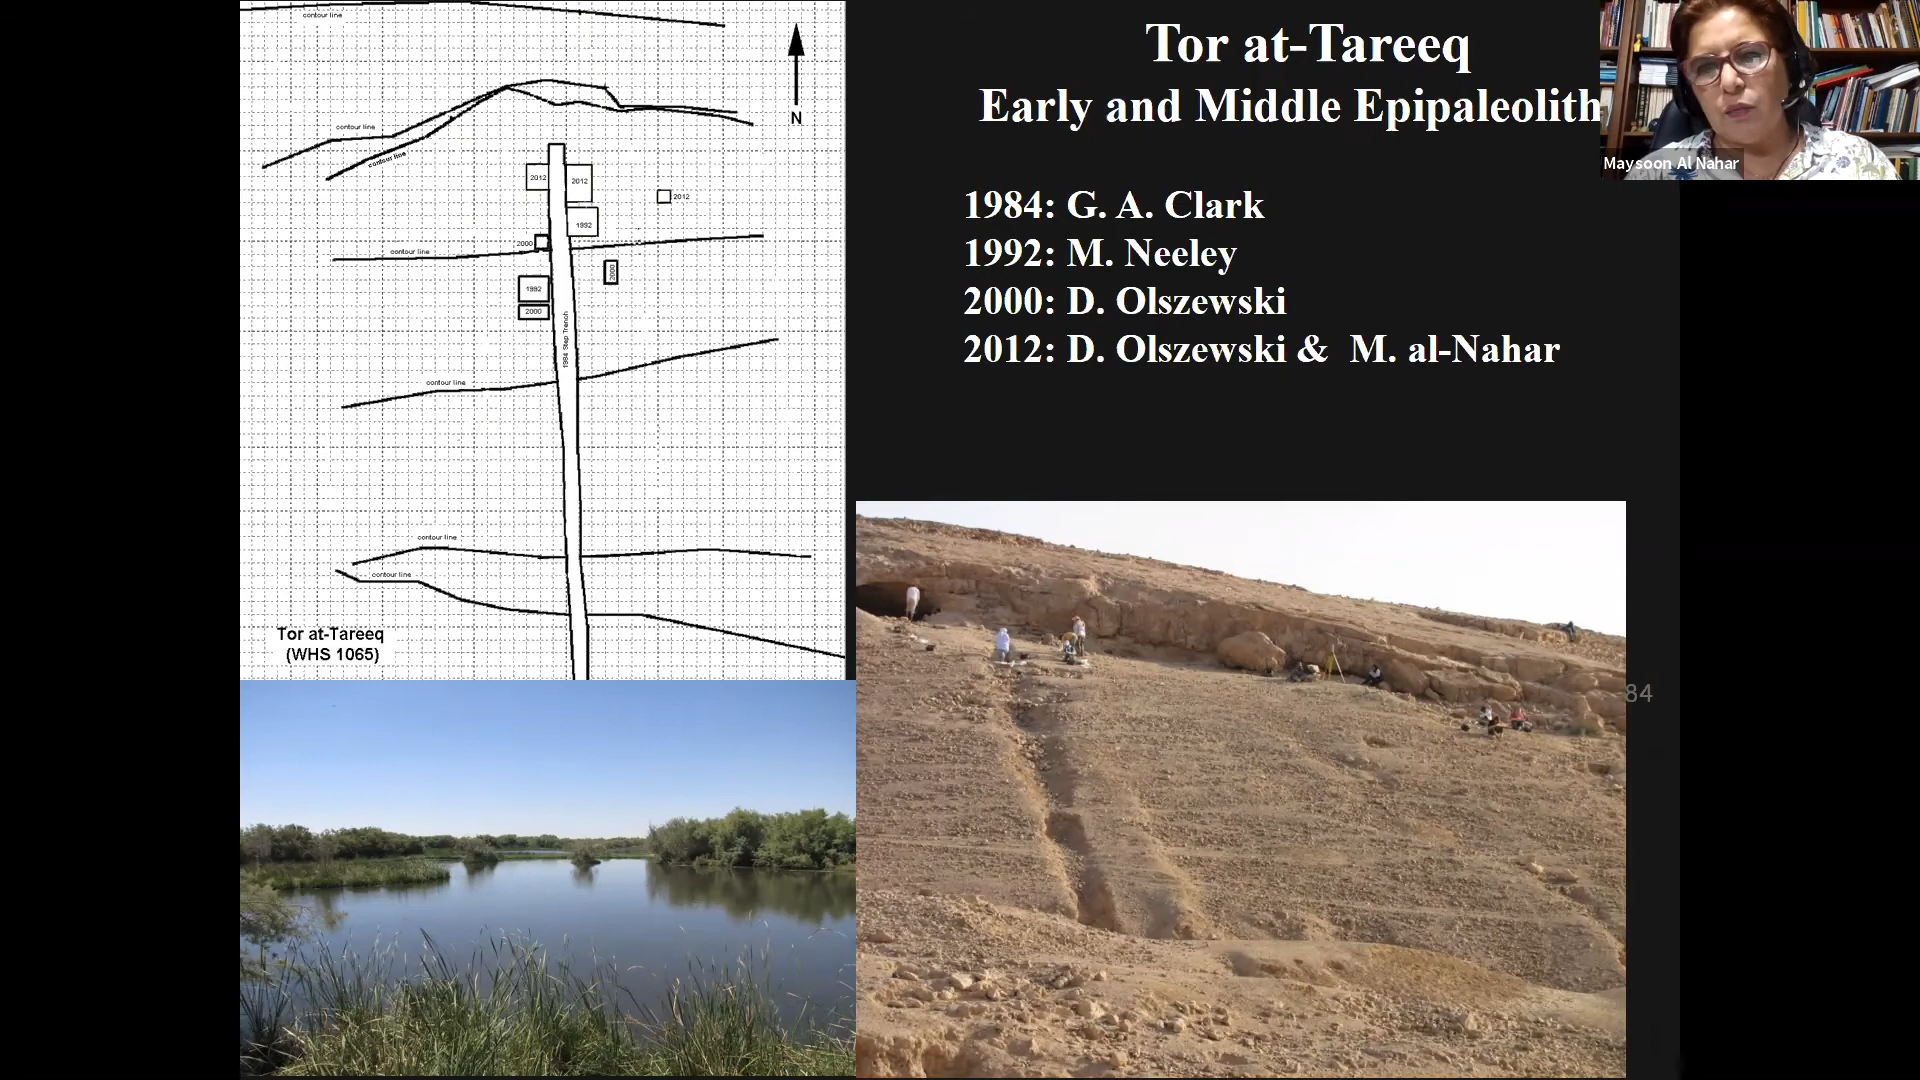 Tor at-Tareeq
Early and Middle Epipaleolith
1984: G. A. Clark
1992: M. Neeley
2000: D. Olszewski
2012: D. Olszewski & M. al-Nahar
Maysoon Al Nahar
84
contour line
N
contour line
contour line
2012
2012
2012
1992
2000
contour line
2000
1992
2000
1984 Step Trench
contour line
contour line
contour line
Tor at-Tareeq
(WHS 1065)